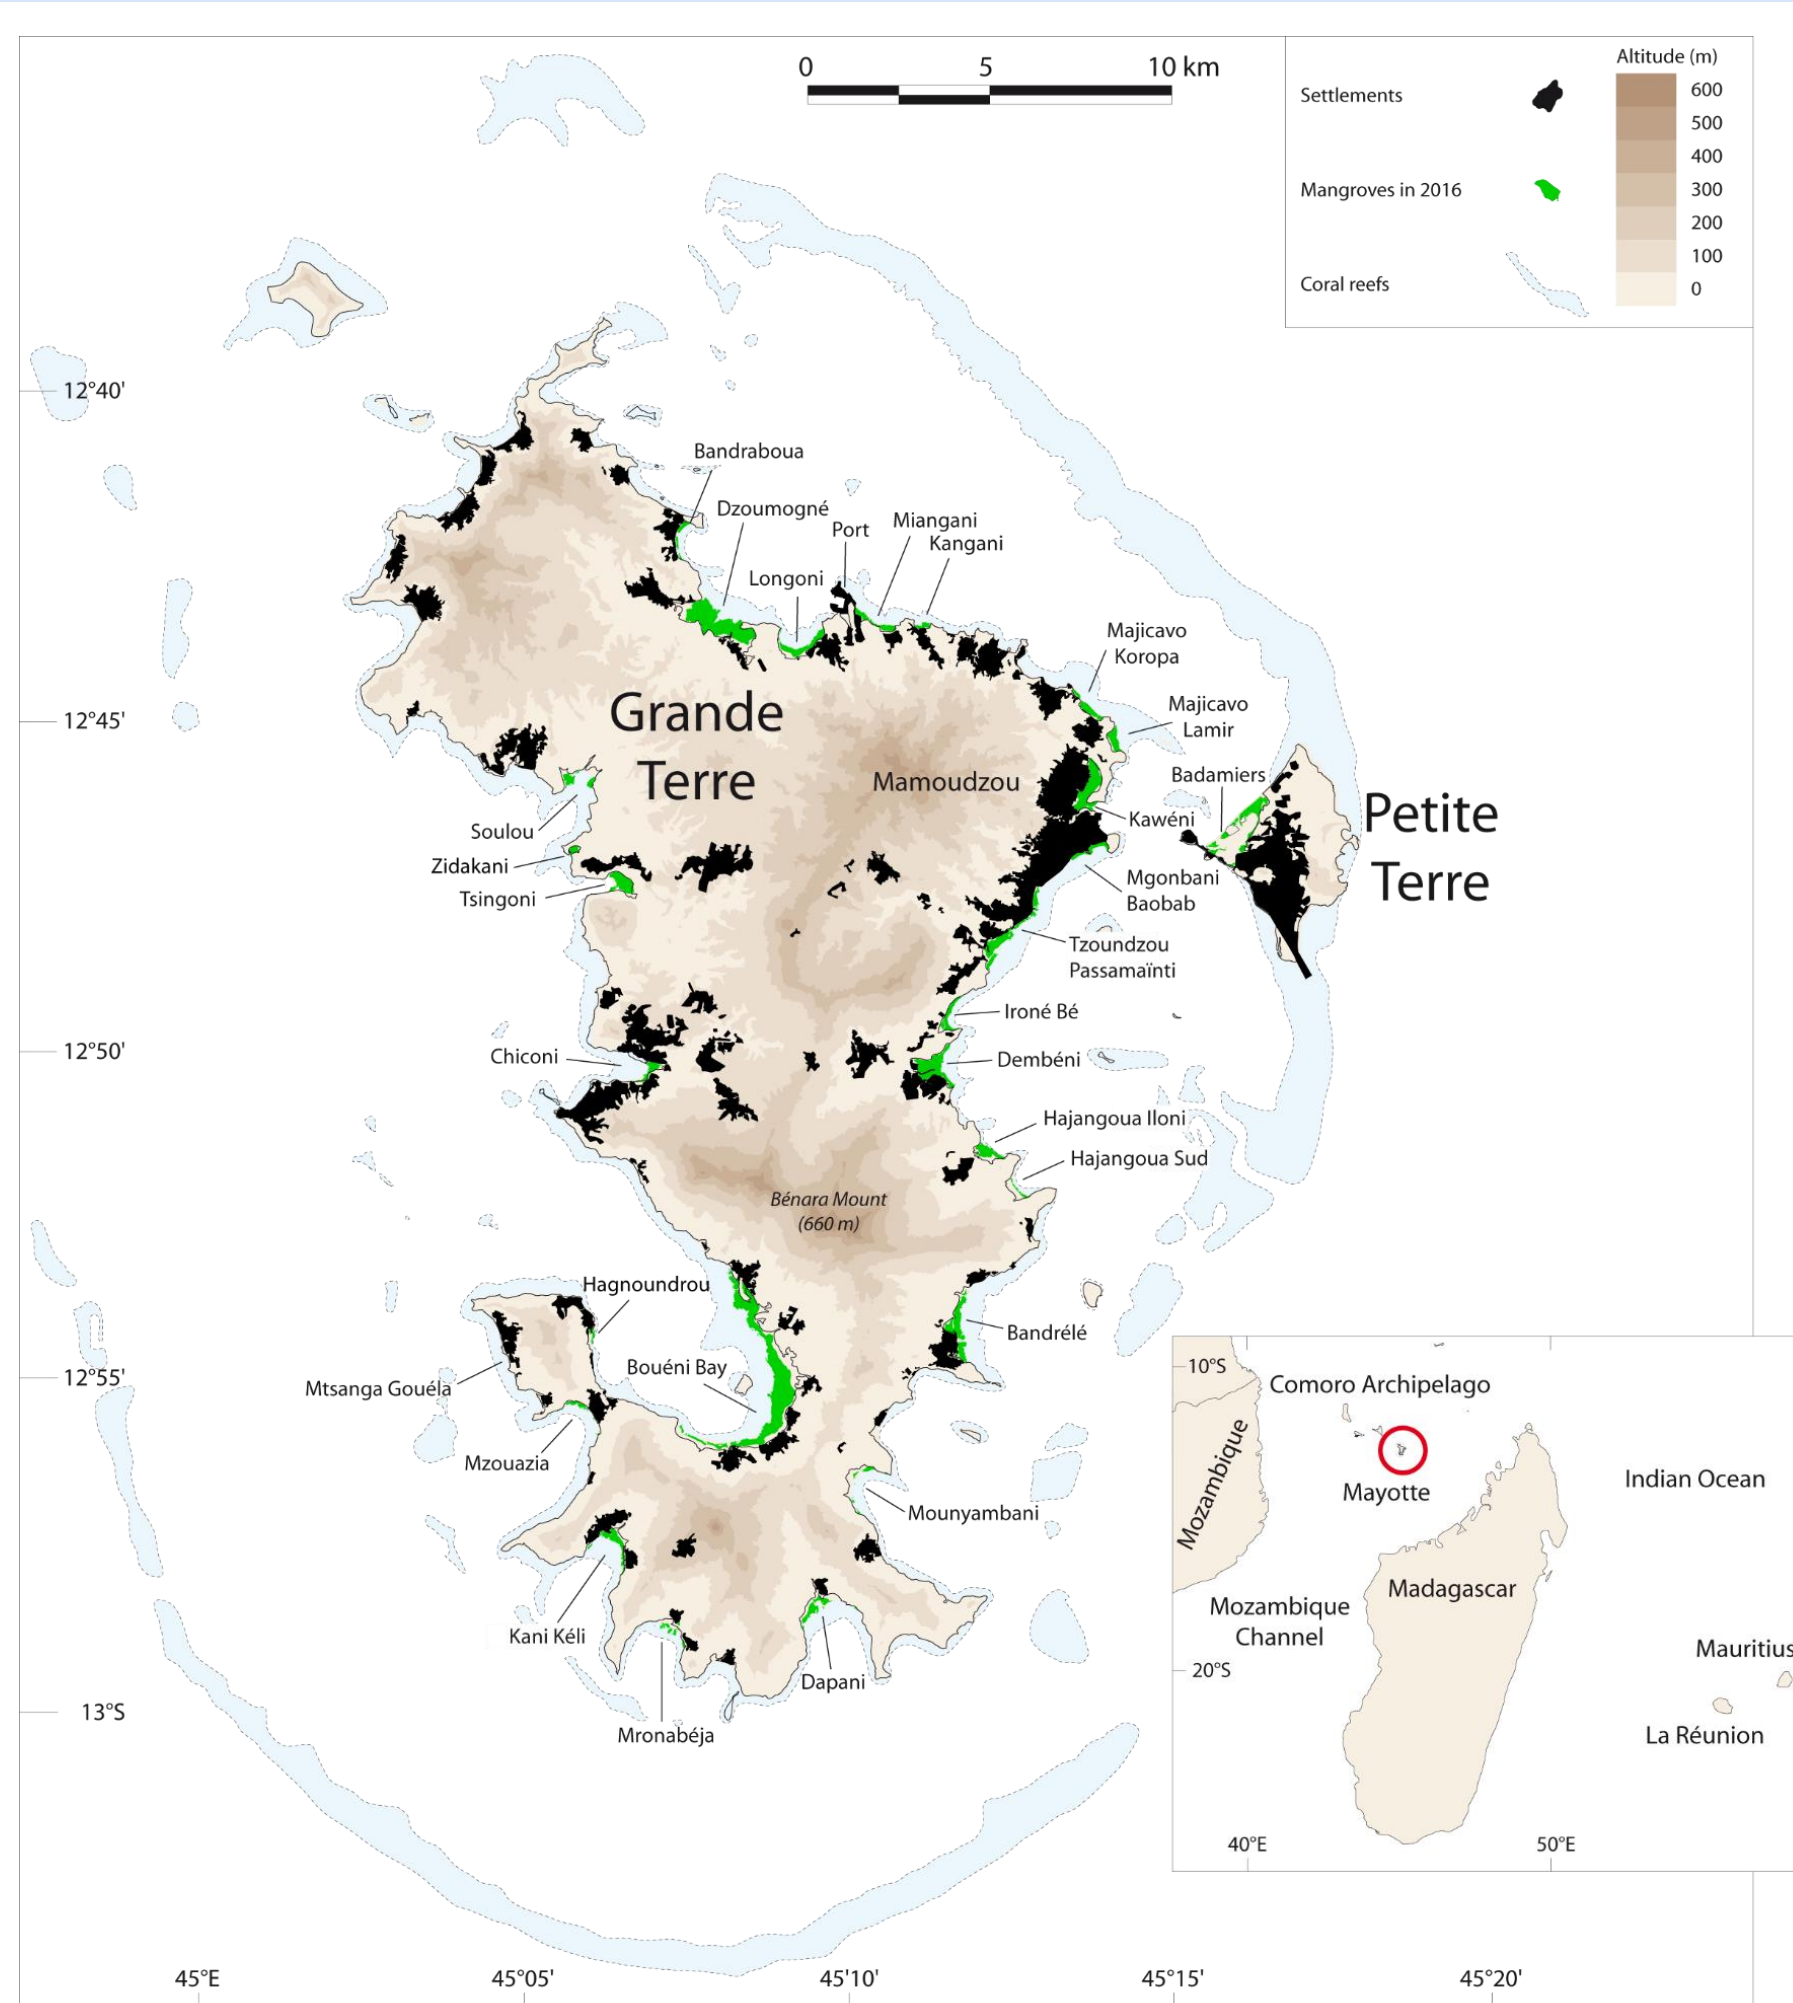 0 5 10 km
Altitude (m)
Settlements
600
500
400
Mangroves in 2016
300
200
100
Coral reefs
0
12°40'
Bandraboua
Dzoumogné
Port
Miangani
Kangani
Longoni
Majicavo
Koropa
Grande
Terre
12°45'
Majicavo
Lamir
Mamoudzou
Badamiers
Petite
Terre
Soulou
Kawéni
Zidakani
Tsingoni
Mgonbani
Baobab
Tzoundzou
Passamaïnti
Ironé Bé
12°50'
Chiconi
Dembéni
Hajangoua Iloni
Hajangoua Sud
Bénara Mount
(660 m)
Hagnoundrou
Bandrélé
Bouéni Bay
12°55'
Mtsanga Gouéla
Mzouazia
Mounyambani
Kani Kéli
Dapani
13°S
Mronabéja
10°S
Comoro Archipelago
Mozambique
Mayotte
Indian Ocean
Madagascar
Mozambique
Channel
Mauritius
20°S
La Réunion
40°E 50°E
45°E 45°05' 45°10' 45°15' 45°20'